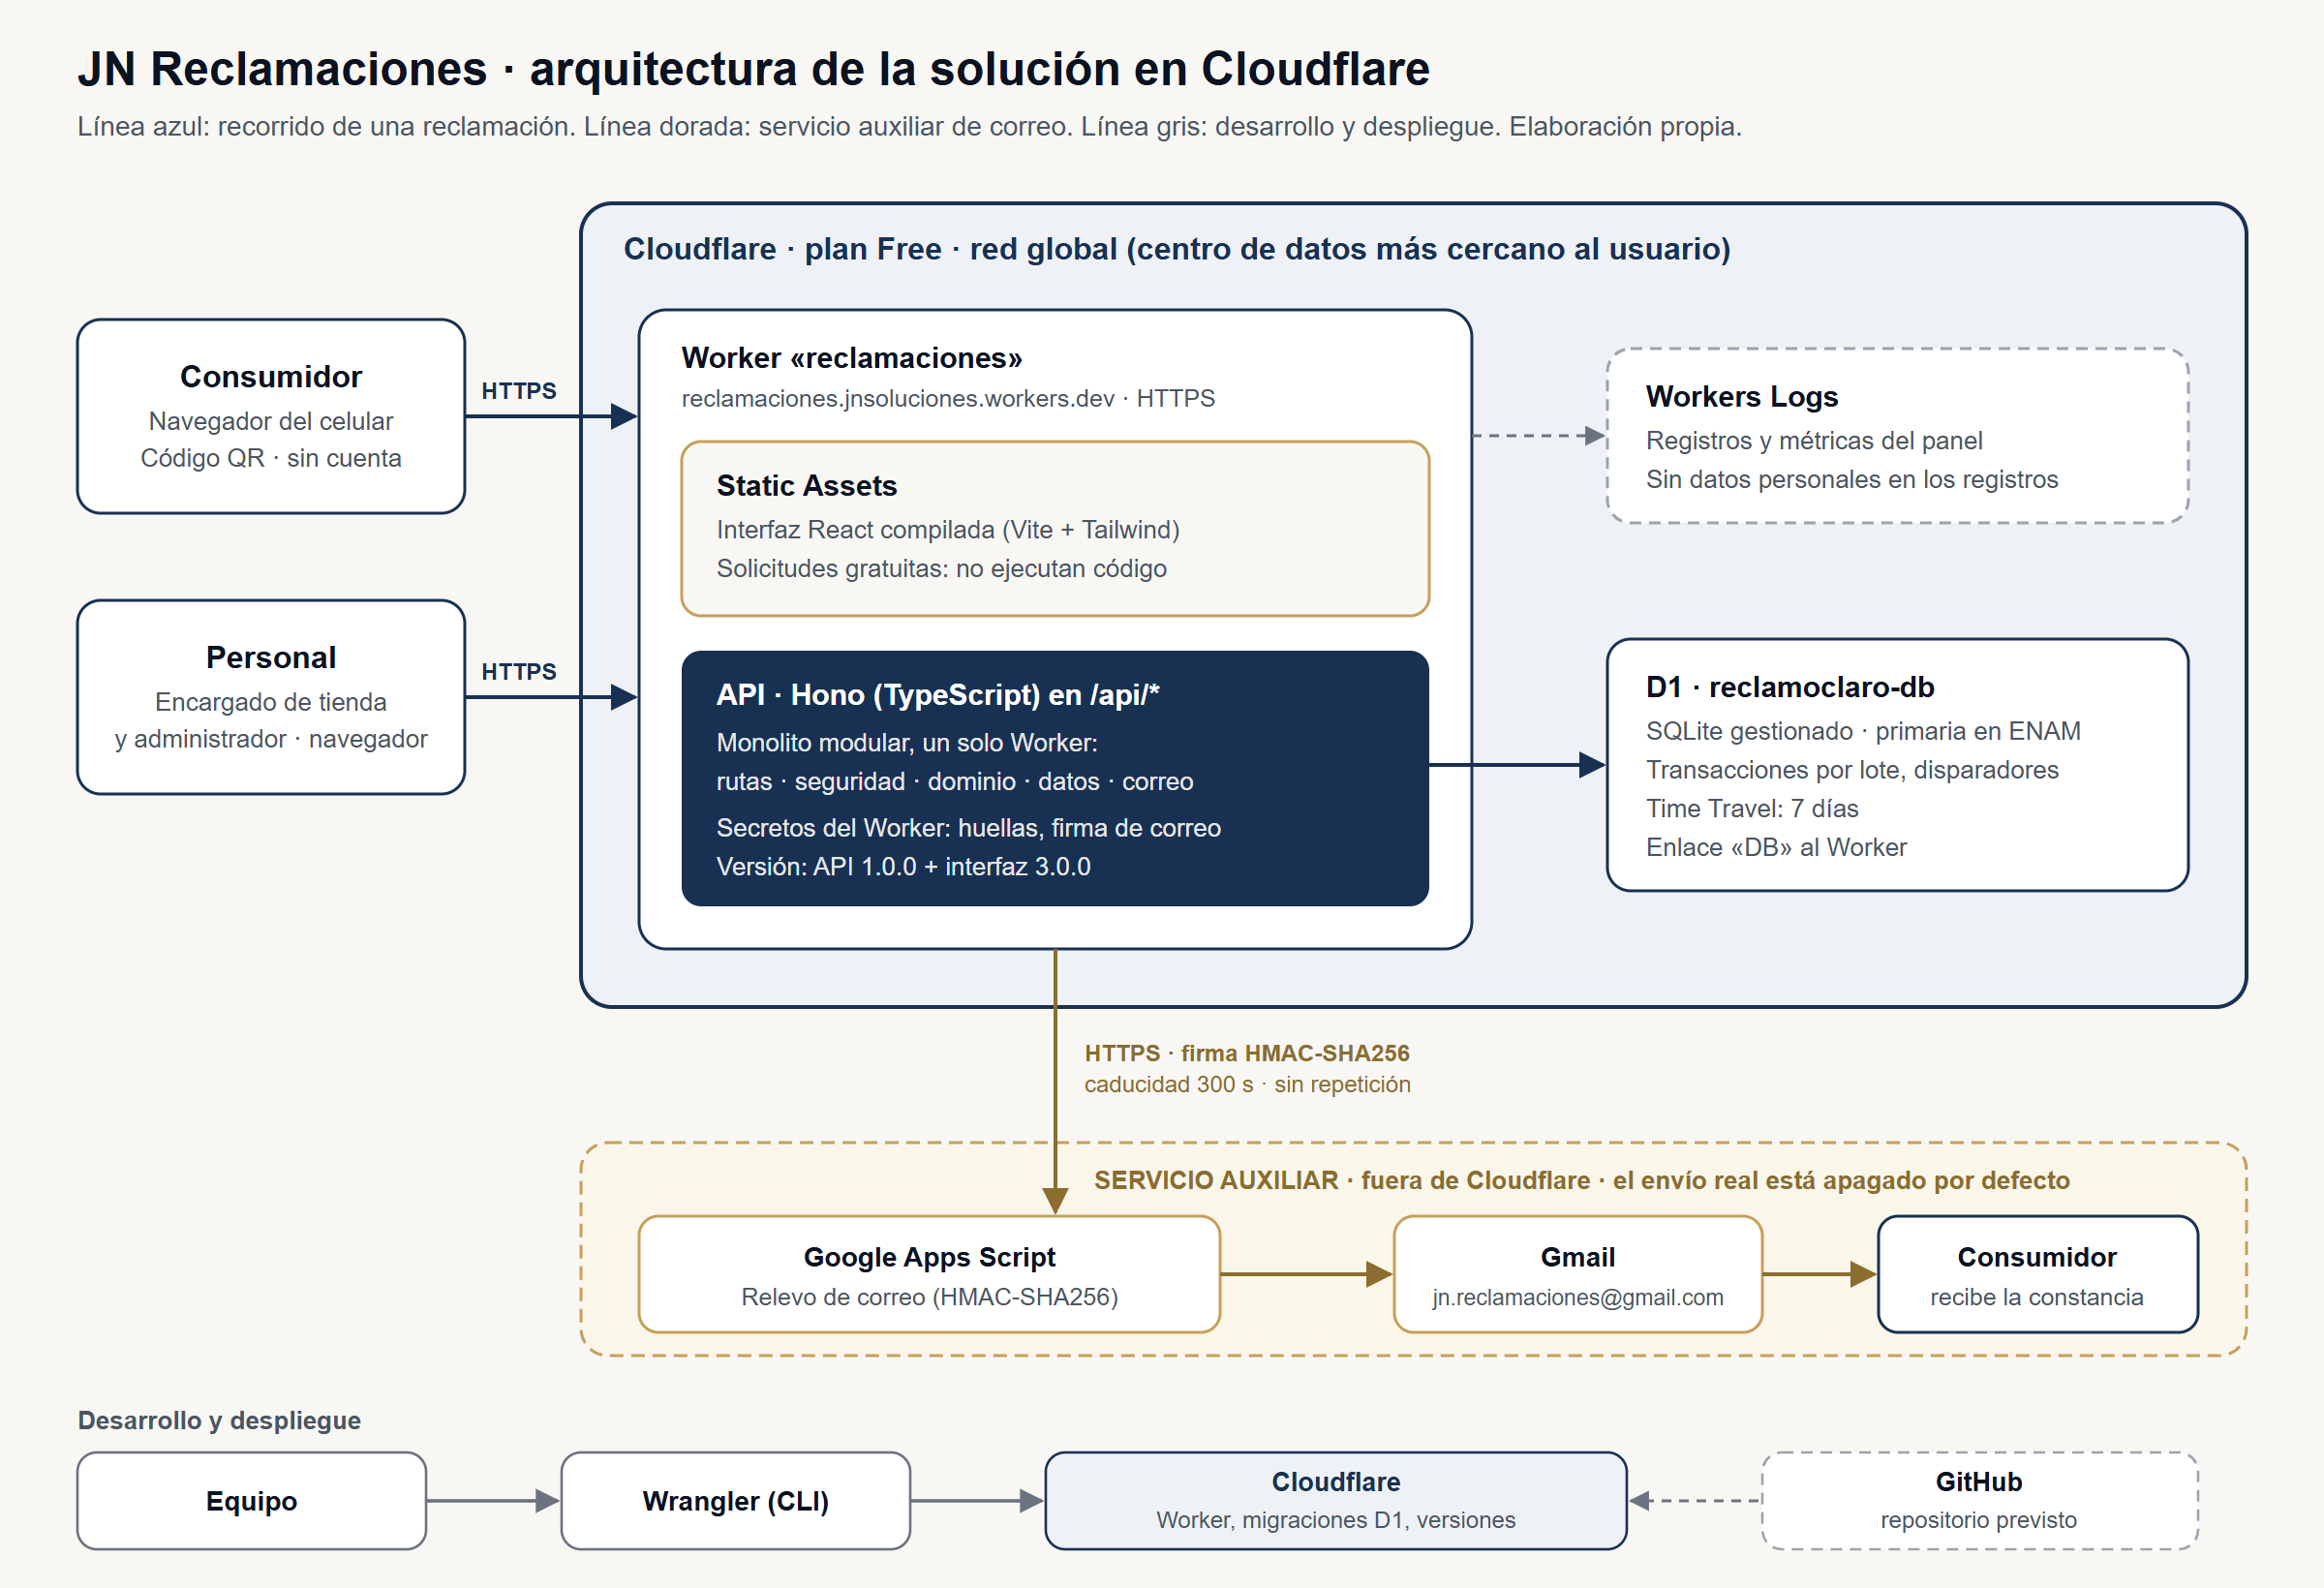 JN Reclamaciones · arquitectura de la solución en Cloudflare
Línea azul: recorrido de una reclamación. Línea dorada: servicio auxiliar de correo. Línea gris: desarrollo y despliegue. Elaboración propia.
Cloudflare · plan Free · red global (centro de datos más cercano al usuario)
Consumidor
Navegador del celular
Código QR · sin cuenta
HTTPS
Personal
Encargado de tienda
y administrador · navegador
HTTPS
Worker «reclamaciones»
reclamaciones.jnsoluciones.workers.dev · HTTPS
Static Assets
Interfaz React compilada (Vite + Tailwind)
Solicitudes gratuitas: no ejecutan código
API · Hono (TypeScript) en /api/*
Monolito modular, un solo Worker:
rutas · seguridad · dominio · datos · correo
Secretos del Worker: huellas, firma de correo
Versión: API 1.0.0 + interfaz 3.0.0
Workers Logs
Registros y métricas del panel
Sin datos personales en los registros
D1 · reclamoclaro-db
SQLite gestionado · primaria en ENAM
Transacciones por lote, disparadores
Time Travel: 7 días
Enlace «DB» al Worker
HTTPS · firma HMAC-SHA256
caducidad 300 s · sin repetición
SERVICIO AUXILIAR · fuera de Cloudflare · el envío real está apagado por defecto
Google Apps Script
Relevo de correo (HMAC-SHA256)
Gmail
jn.reclamaciones@gmail.com
Consumidor
recibe la constancia
Desarrollo y despliegue
Equipo
Wrangler (CLI)
Cloudflare
Worker, migraciones D1, versiones
GitHub
repositorio previsto